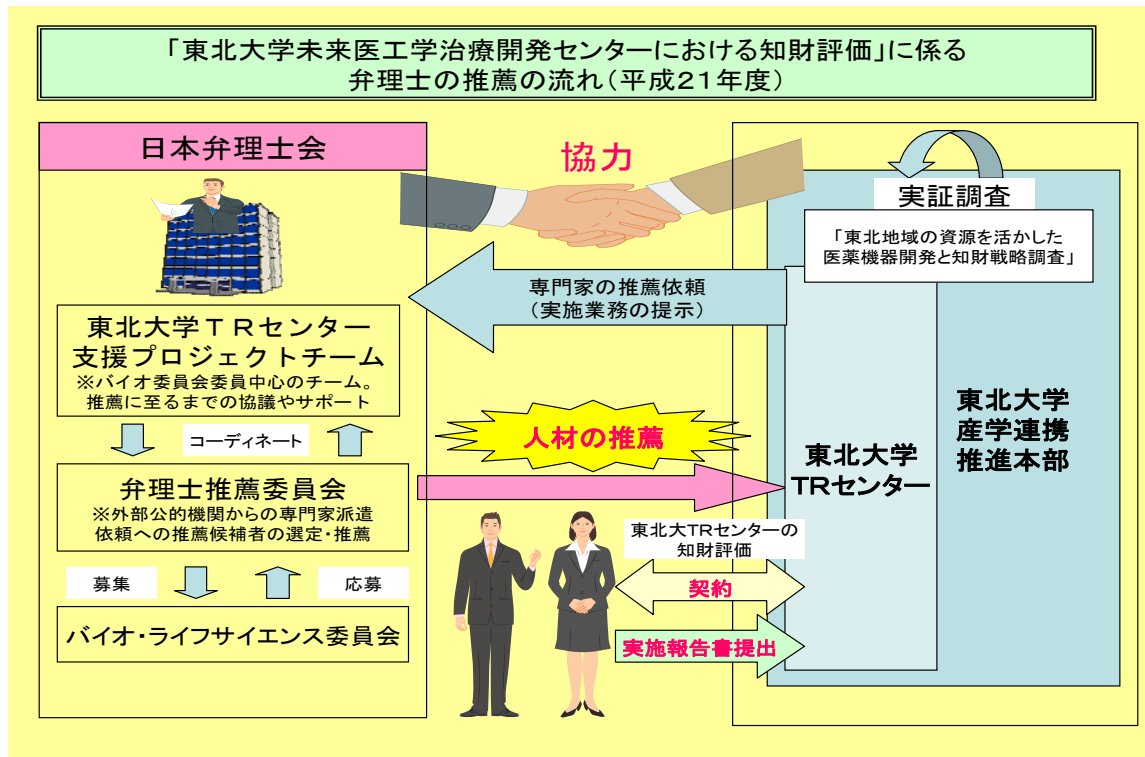 「東北大学未来医工学治療開発センターにおける知財評価」に係る
弁理士の推薦の流れ(平成21年度)
日本弁理士会
東北大学TRセンター
支援プロジェクトチーム
※バイオ委員会委員中心のチーム。
推薦に至るまでの協議やサポート
コーディネート
弁理士推薦委員会
※外部公的機関からの専門家派遣
依頼への推薦候補者の選定・推薦
募集
応募
バイオ・ライフサイエンス委員会
協力
専門家の推薦依頼
(実施業務の提示)
人材の推薦
東北大TRセンターの
知財評価
契約
実施報告書提出
実証調査
「東北地域の資源を活かした
医薬機器開発と知財戦略調査」
東北大学
TRセンター
東北大学
産学連携
推進本部